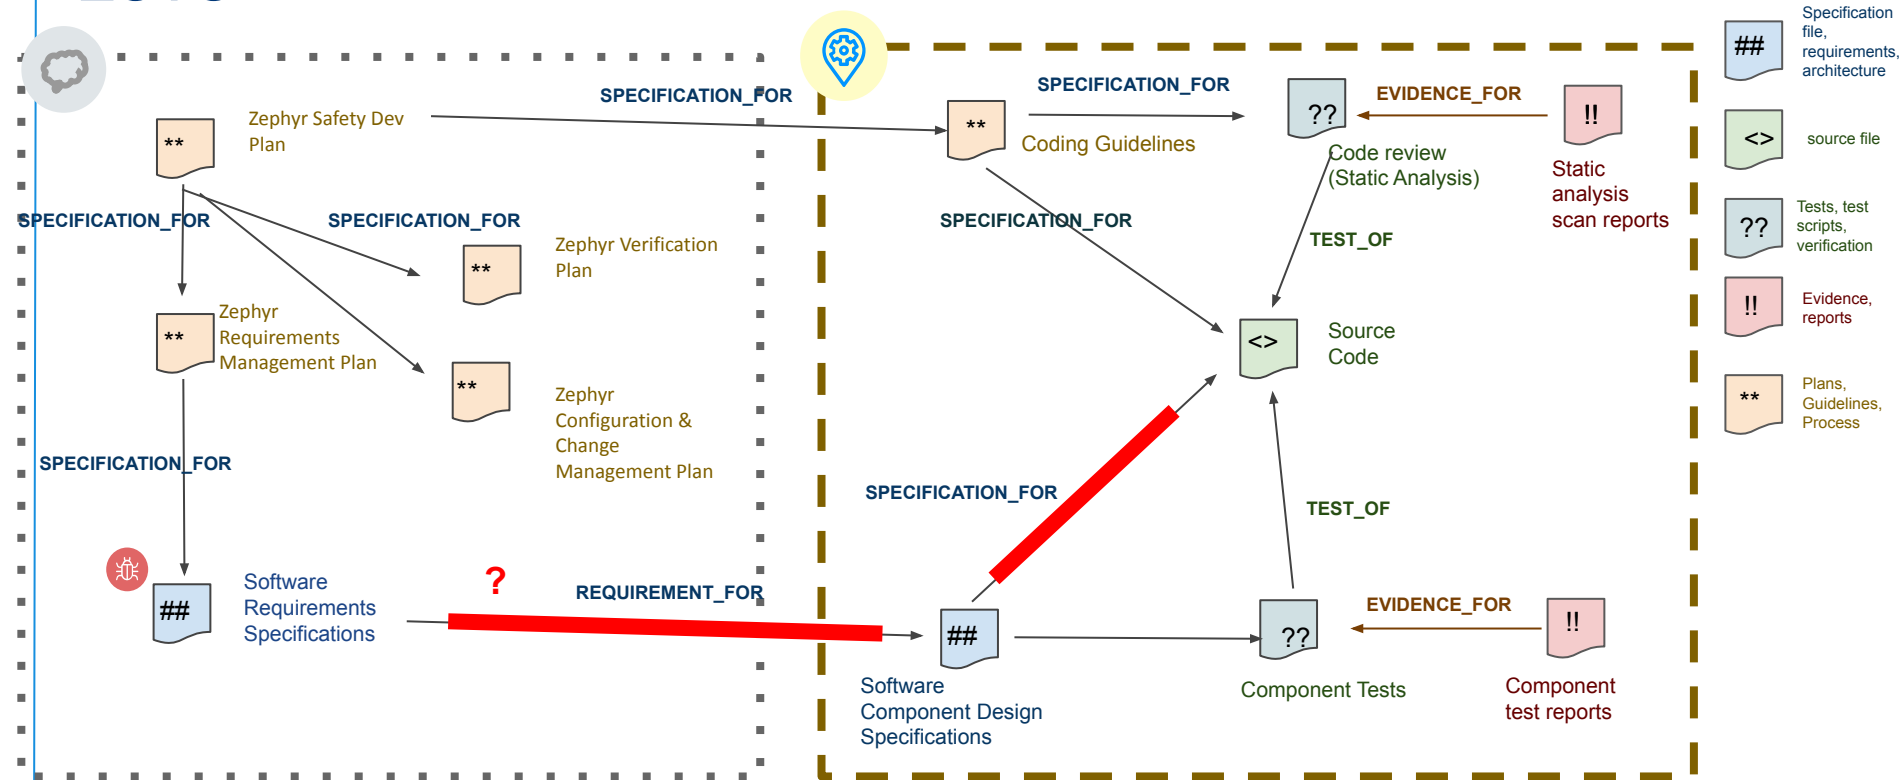 SPECIFICATION_FOR
Zephyr Safety Dev
Plan
**
SPECIFICATION_FOR
SPECIFICATION_FOR
Zephyr Verification
Plan
**
Zephyr
Requirements
Management Plan
**
Zephyr
Configuration &
Change
Management Plan
**
SPECIFICATION_FOR
Software
Requirements
Specifications
##
?
REQUIREMENT_FOR
**
Coding Guidelines
SPECIFICATION_FOR
??
Code review
(Static Analysis)
EVIDENCE_FOR
!!
Static
analysis
scan reports
SPECIFICATION_FOR
TEST_OF
<>
Source
Code
SPECIFICATION_FOR
TEST_OF
##
Software
Component Design
Specifications
??
Component Tests
EVIDENCE_FOR
!!
Component
test reports
##
Specification
file,
requirements,
architecture
<>
source file
??
Tests, test
scripts,
verification
!!
Evidence,
reports
**
Plans,
Guidelines,
Process